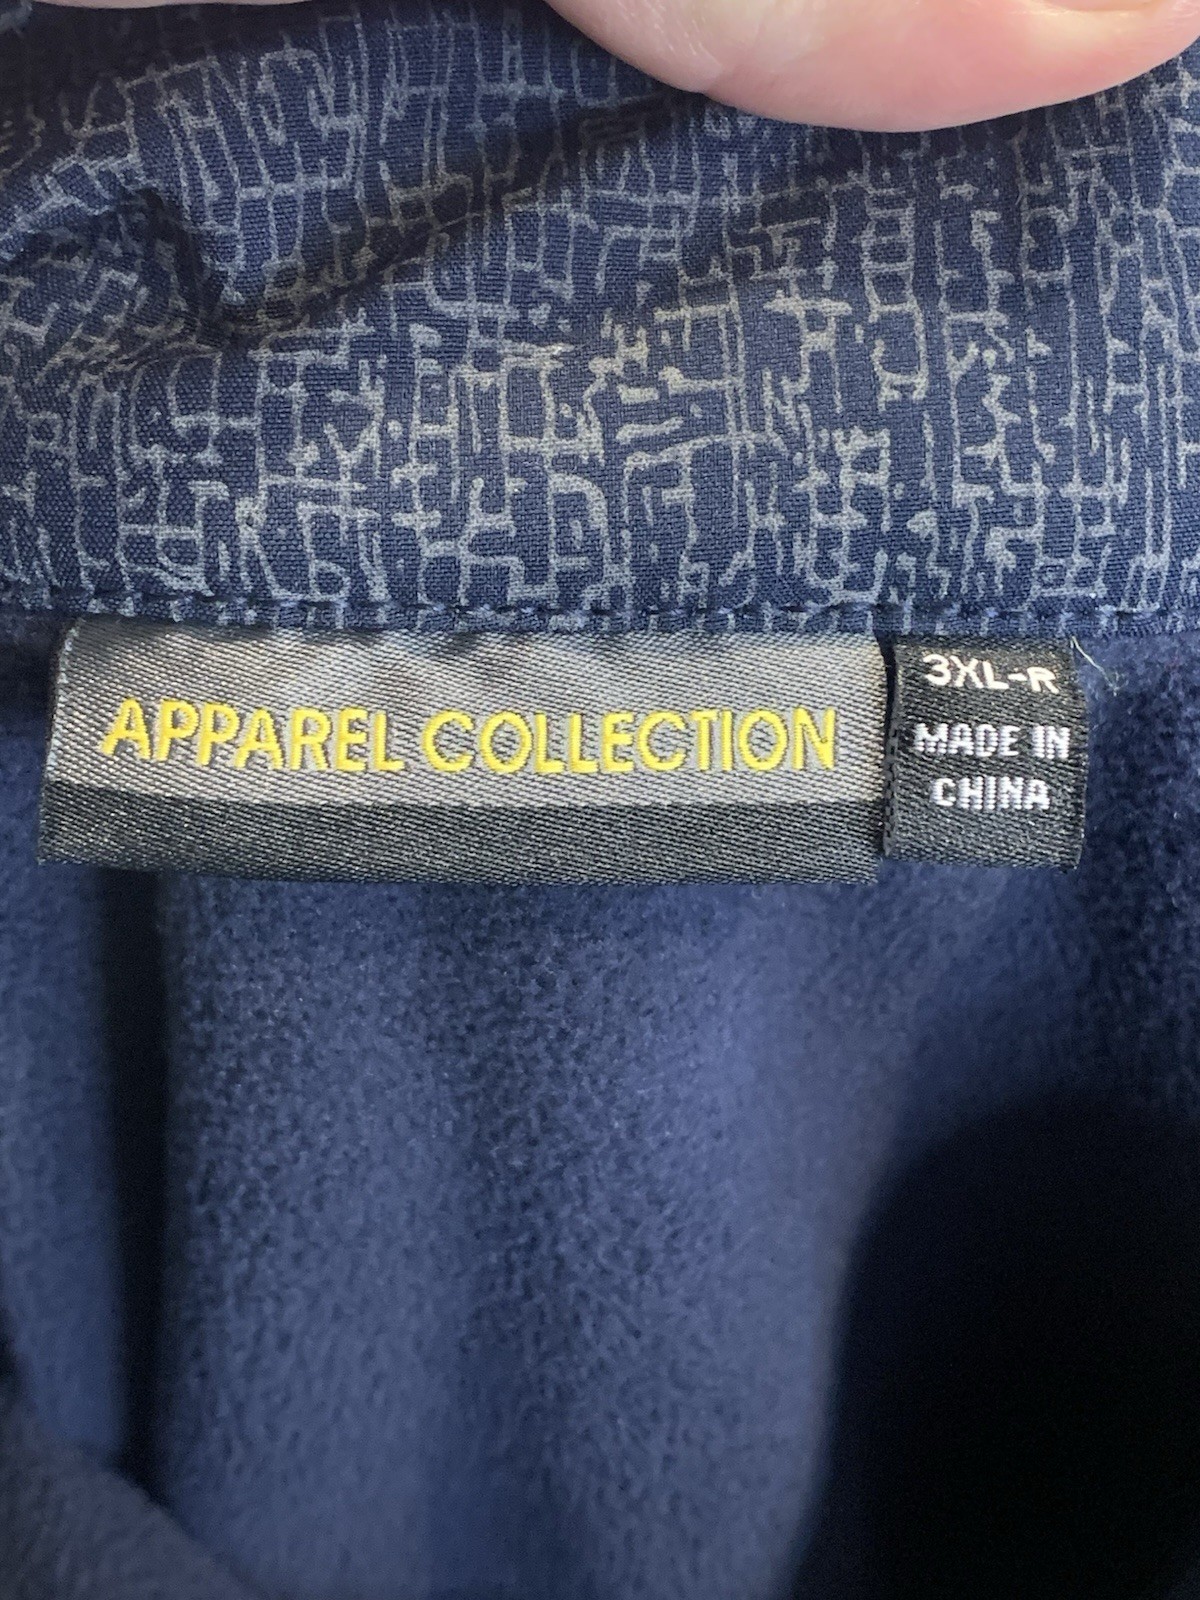 APPAREL COLLECTION
3XL-R
MADE IN
CHINA